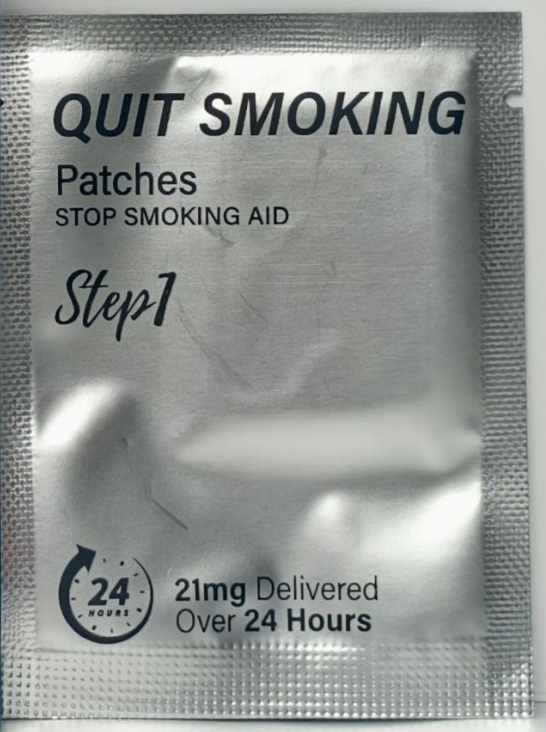 QUIT SMOKING
Patches
STOP SMOKING AID
Step1
24
HOURS
21mg Delivered
Over 24 Hours